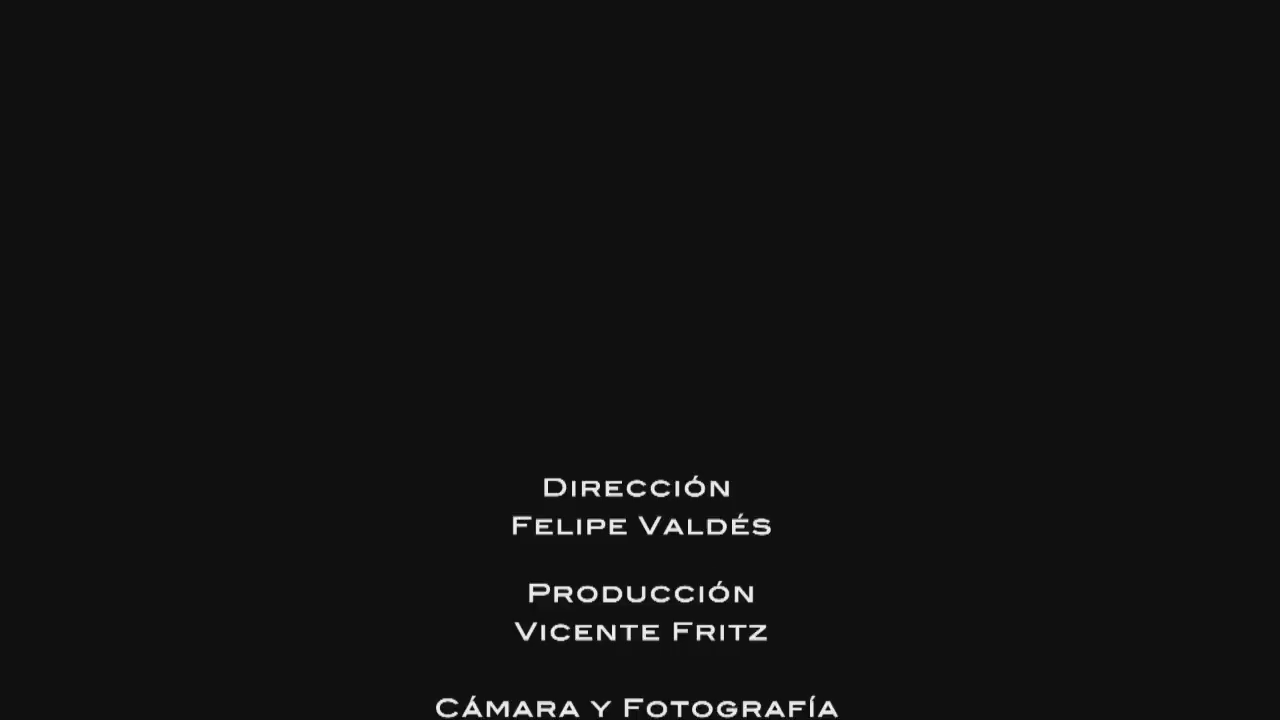 Dirección
Felipe Valdés
Producción
Vicente Fritz
Cámara y Fotografía